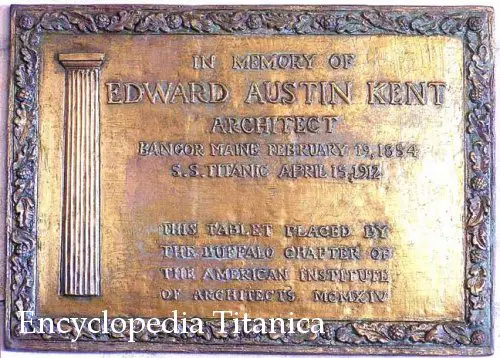 IN MEMORY OF
EDWARD AUSTIN KENT
ARCHITECT
BANGOR MAINE FEBRUARY 19, 1854
S.S. TITANIC APRIL 15, 1912
THIS TABLET PLACED BY
THE BUFFALO CHAPTER OF
THE AMERICAN INSTITUTE
OF ARCHITECTS MCMXIV
Encyclopedia Titanica